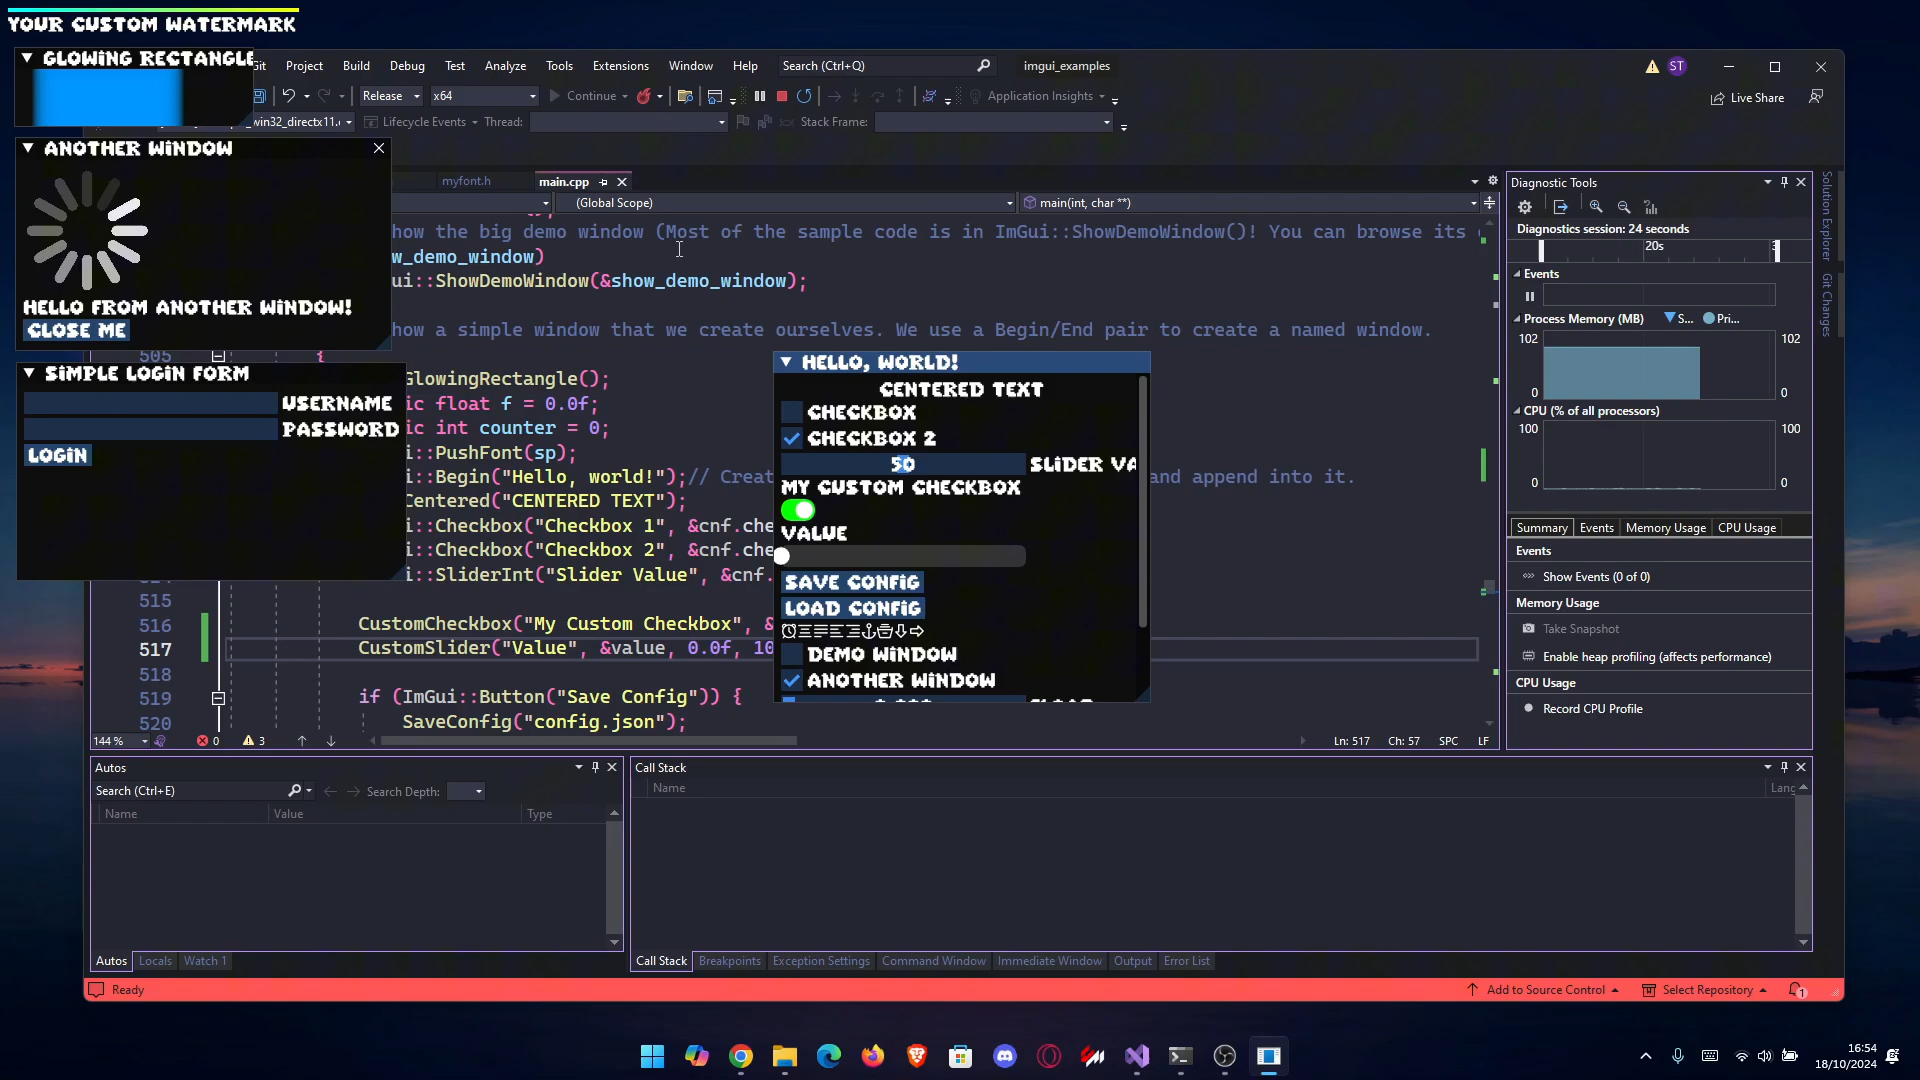 YOUR CUSTOM WATERMARK
GLOWING RECTANGLE
Git Project Build Debug Test Analyze Tools Extensions Window Help Search (Ctrl+Q) imgui_examples ST
Release x64 Continue Application Insights Live Share
_win32_directx11. Lifecycle Events Thread: Stack Frame:
ANOTHER WINDOW
HELLO FROM ANOTHER WINDOW!
CLOSE ME
SIMPLE LOGIN FORM
USERNAME
PASSWORD
LOGIN
myfont.h main.cpp
(Global Scope) main(int, char **)
how the big demo window (Most of the sample code is in ImGui::ShowDemoWindow()! You can browse its
w_demo_window)
ui::ShowDemoWindow(&show_demo_window);
how a simple window that we create ourselves. We use a Begin/End pair to create a named window.
505 {
GlowingRectangle();
ic float f = 0.0f;
ic int counter = 0;
i::PushFont(sp);
i::Begin("Hello, world!");// Creat and append into it.
Centered("CENTERED TEXT");
i::Checkbox("Checkbox 1", &cnf.che
i::Checkbox("Checkbox 2", &cnf.che
i::SliderInt("Slider Value", &cnf.
515
516 CustomCheckbox("My Custom Checkbox", &
517 CustomSlider("Value", &value, 0.0f, 10
518
519 if (ImGui::Button("Save Config")) {
520 SaveConfig("config.json");
HELLO, WORLD!
CENTERED TEXT
CHECKBOX
CHECKBOX 2
50 SLIDER VA
MY CUSTOM CHECKBOX
VALUE
SAVE CONFIG
LOAD CONFIG
DEMO WINDOW
ANOTHER WINDOW
144 % 0 3 Ln: 517 Ch: 57 SPC LF
Diagnostic Tools
Diagnostics session: 24 seconds
20s
Events
Process Memory (MB) S... Pri...
102 102
0 0
CPU (% of all processors)
100 100
0 0
Summary Events Memory Usage CPU Usage
Events
Show Events (0 of 0)
Memory Usage
Take Snapshot
Enable heap profiling (affects performance)
CPU Usage
Record CPU Profile
Solution Explorer
Git Changes
Autos
Search (Ctrl+E) Search Depth:
Name Value Type
Autos Locals Watch 1
Call Stack
Name Lang
Call Stack Breakpoints Exception Settings Command Window Immediate Window Output Error List
Ready Add to Source Control Select Repository 1
16:54
18/10/2024